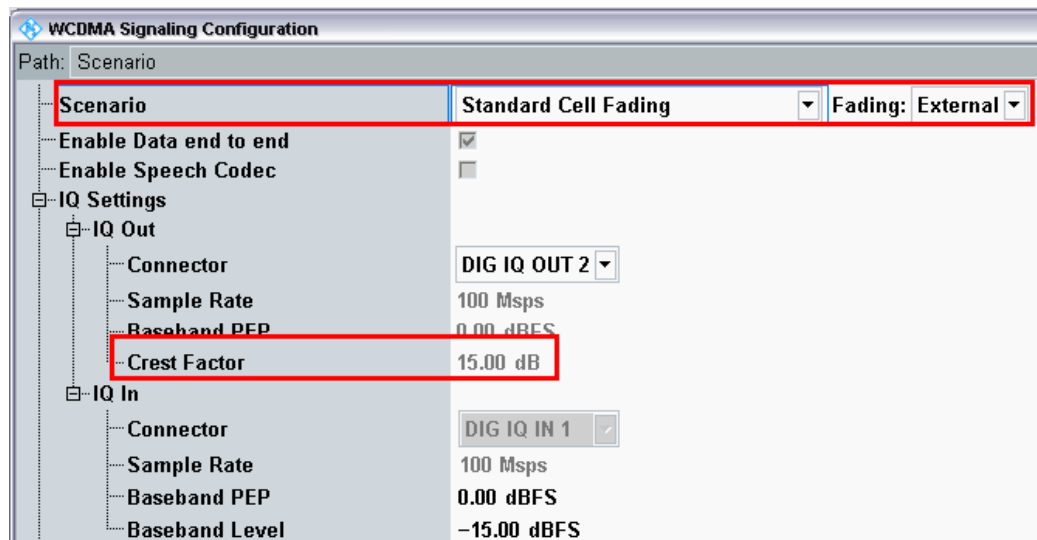 WCDMA Signaling Configuration
Path: Scenario
Scenario Standard Cell Fading Fading: External
Enable Data end to end
Enable Speech Codec
IQ Settings
IQ Out
Connector DIG IQ OUT 2
Sample Rate 100 Msps
Baseband PEP 0.00 dBFS
Crest Factor 15.00 dB
IQ In
Connector DIG IQ IN 1
Sample Rate 100 Msps
Baseband PEP 0.00 dBFS
Baseband Level −15.00 dBFS